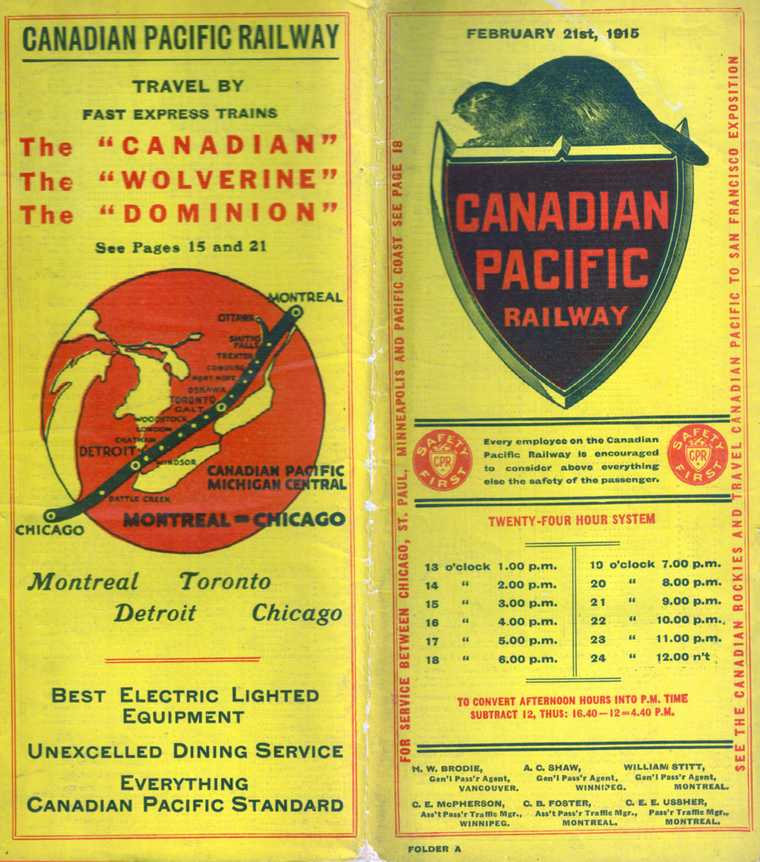 CANADIAN PACIFIC RAILWAY
TRAVEL BY
FAST EXPRESS TRAINS
The "CANADIAN"
The "WOLVERINE"
The "DOMINION"
See Pages 15 and 21
MONTREAL
OTTAWA
SMITHS
FALLS
TRENTON
COBOURG
PORT HOPE
OSHAWA
TORONTO
GALT
WOODSTOCK
LONDON
CHATHAM
DETROIT
WINDSOR
CANADIAN PACIFIC
MICHIGAN CENTRAL
BATTLE CREEK
CHICAGO
MONTREAL = CHICAGO
Montreal Toronto
Detroit Chicago
BEST ELECTRIC LIGHTED
EQUIPMENT
UNEXCELLED DINING SERVICE
EVERYTHING
CANADIAN PACIFIC STANDARD
FOR SERVICE BETWEEN CHICAGO, ST. PAUL, MINNEAPOLIS AND PACIFIC COAST SEE PAGE 18
FEBRUARY 21st, 1915
CANADIAN
PACIFIC
RAILWAY
SAFETY
CPR
FIRST
Every employee on the Canadian
Pacific Railway is encouraged
to consider above everything
else the safety of the passenger.
SAFETY
CPR
FIRST
TWENTY-FOUR HOUR SYSTEM
13 o'clock 1.00 p.m.
14 " 2.00 p.m.
15 " 3.00 p.m.
16 " 4.00 p.m.
17 " 5.00 p.m.
18 " 6.00 p.m.
19 o'clock 7.00 p.m.
20 " 8.00 p.m.
21 " 9.00 p.m.
22 " 10.00 p.m.
23 " 11.00 p.m.
24 " 12.00 n't
TO CONVERT AFTERNOON HOURS INTO P.M. TIME
SUBTRACT 12, THUS: 16.40—12=4.40 P.M.
H. W. BRODIE,
Gen'l Pass'r Agent,
VANCOUVER.
A. C. SHAW,
Gen'l Pass'r Agent,
WINNIPEG.
WILLIAM STITT,
Gen'l Pass'r Agent,
MONTREAL.
C. E. McPHERSON,
Ass't Pass'r Traffic Mgr.,
WINNIPEG.
C. B. FOSTER,
Ass't Pass'r Traffic Mgr.,
MONTREAL.
C. E. E. USSHER,
Pass'r Traffic Mgr.,
MONTREAL.
SEE THE CANADIAN ROCKIES AND TRAVEL CANADIAN PACIFIC TO SAN FRANCISCO EXPOSITION
FOLDER A